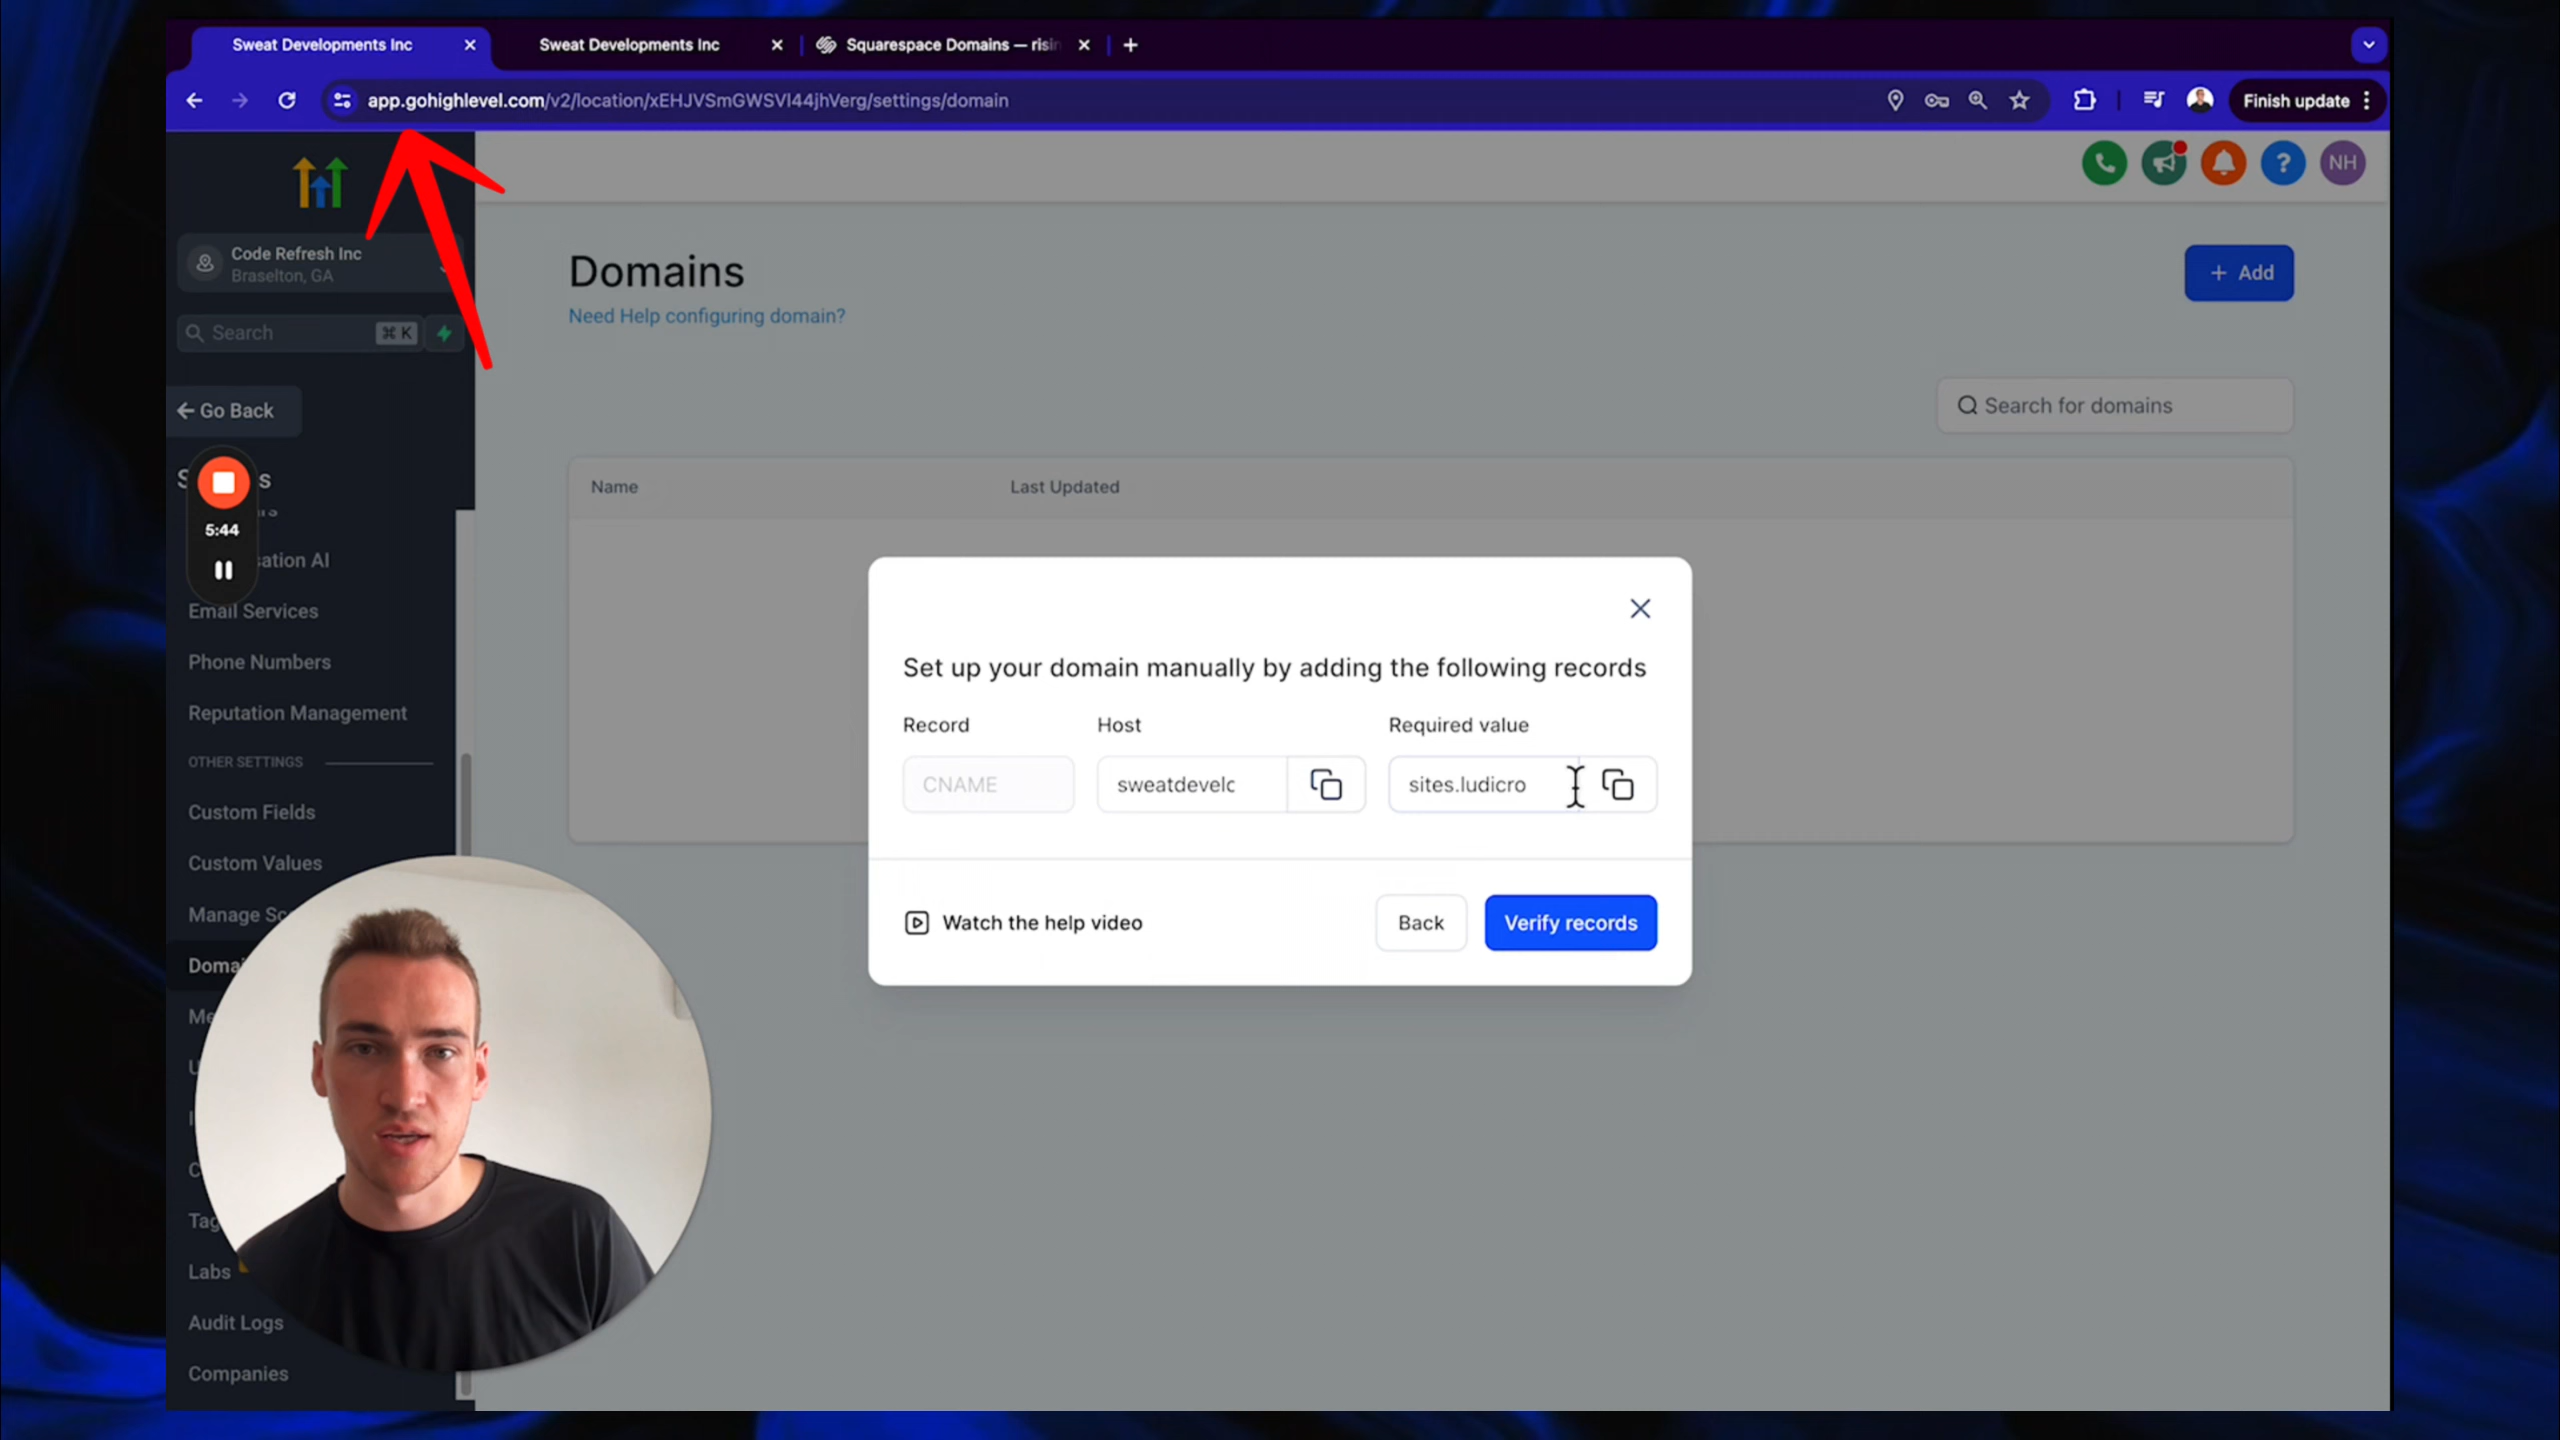 Sweat Developments Inc
Sweat Developments Inc
Squarespace Domains — risin
app.gohighlevel.com/v2/location/xEHJVSmGWSVl44jhVerg/settings/domain
Finish update
NH
Code Refresh Inc
Braselton, GA
Search
⌘ K
Go Back
5:44
ation AI
Email Services
Phone Numbers
Reputation Management
OTHER SETTINGS
Custom Fields
Custom Values
Manage Sc
Domai
Me
Tag
Labs
Audit Logs
Companies
Domains
+ Add
Need Help configuring domain?
Search for domains
Name
Last Updated
Set up your domain manually by adding the following records
Record
Host
Required value
CNAME
sweatdevelc
sites.ludicro
Watch the help video
Back
Verify records